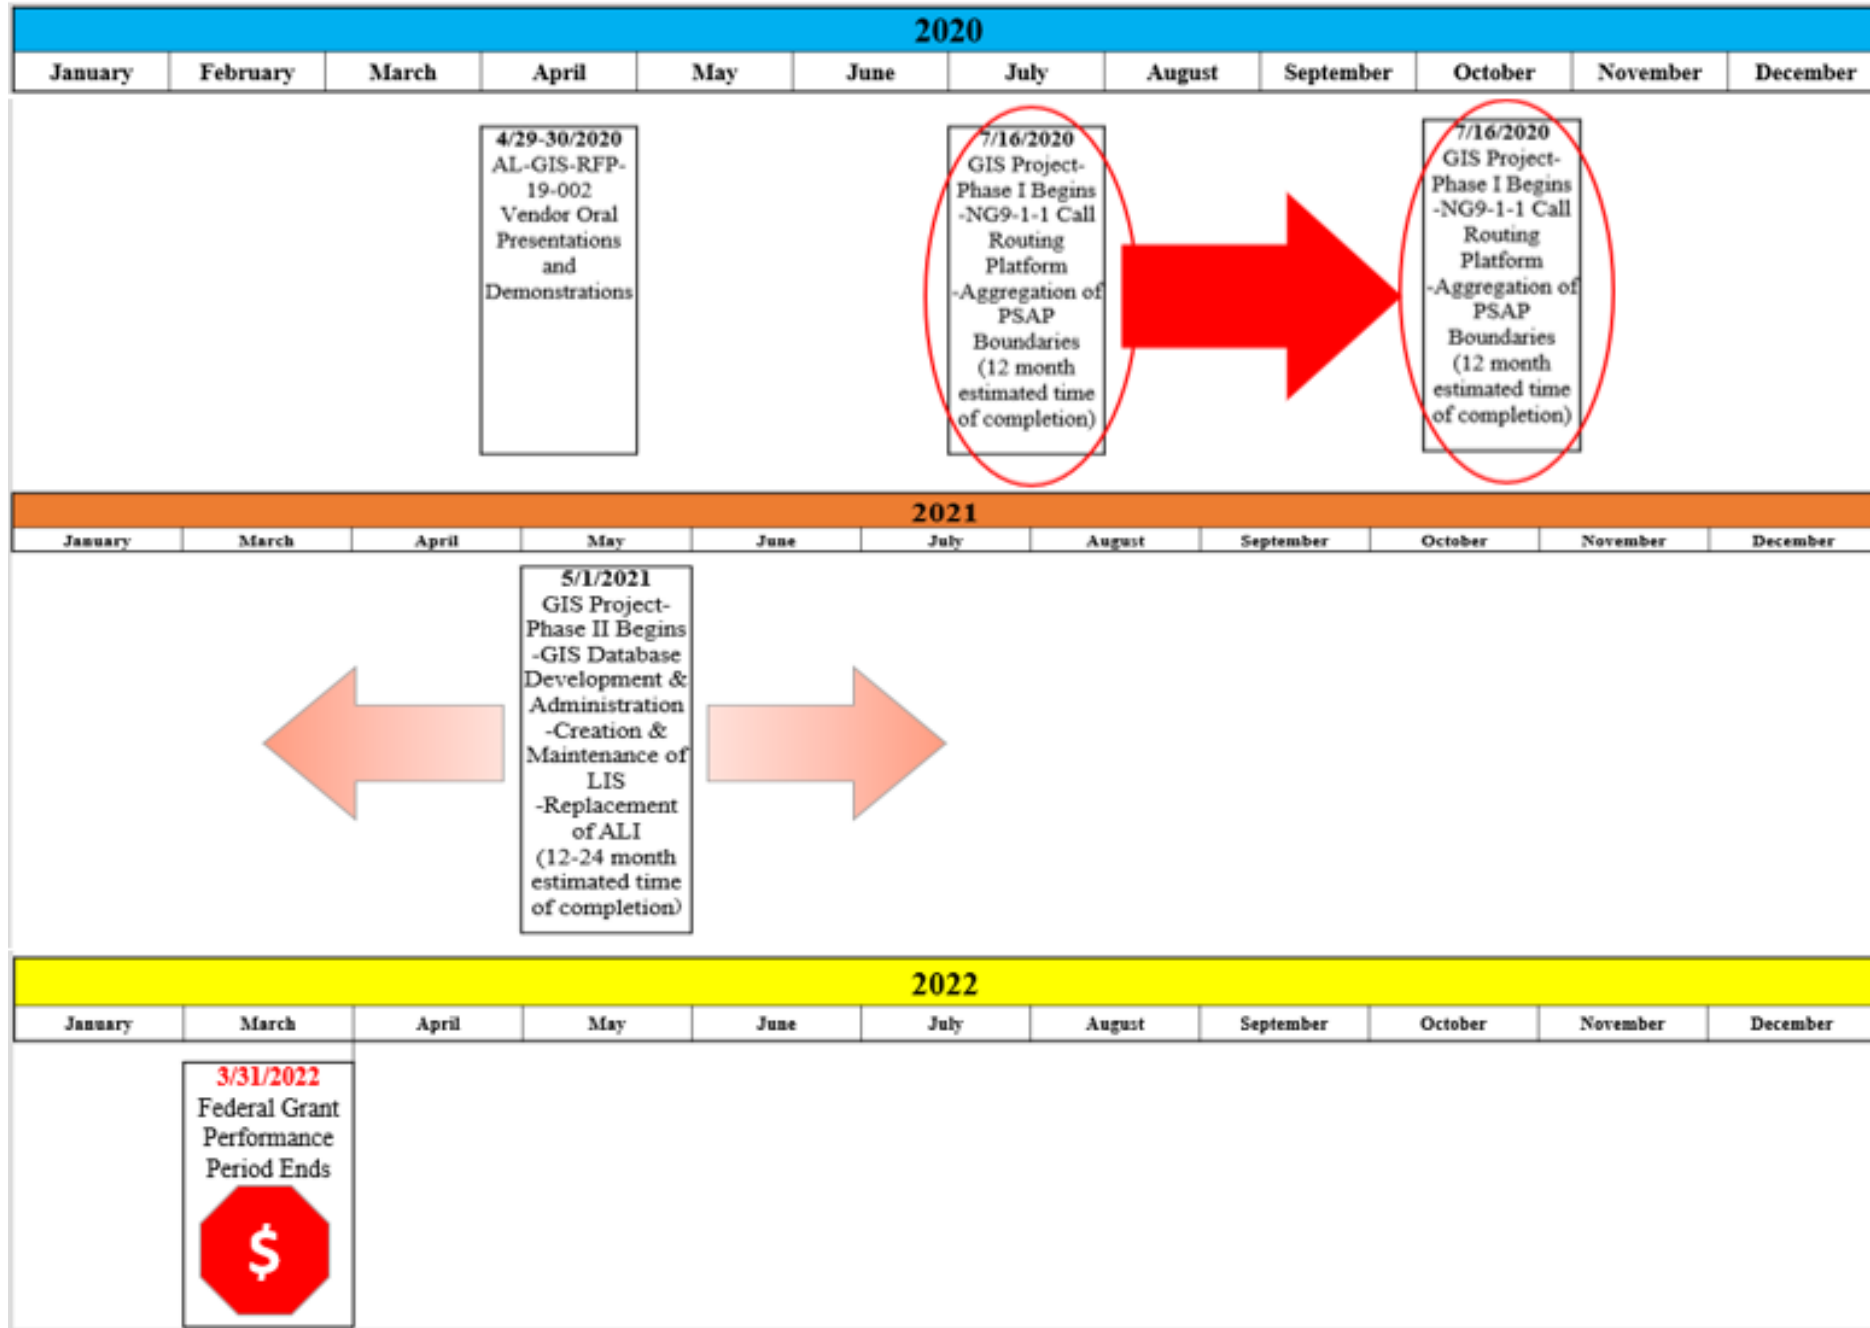 2020
January February March April May June July August September October November December
4/29-30/2020
AL-GIS-RFP-
19-002
Vendor Oral
Presentations
and
Demonstrations
7/16/2020
GIS Project-
Phase I Begins
-NG9-1-1 Call
Routing
Platform
-Aggregation of
PSAP
Boundaries
(12 month
estimated time
of completion)
7/16/2020
GIS Project-
Phase I Begins
-NG9-1-1 Call
Routing
Platform
-Aggregation of
PSAP
Boundaries
(12 month
estimated time
of completion)
2021
January March April May June July August September October November December
5/1/2021
GIS Project-
Phase II Begins
-GIS Database
Development &
Administration
-Creation &
Maintenance of
LIS
-Replacement
of ALI
(12-24 month
estimated time
of completion)
2022
January March April May June July August September October November December
3/31/2022
Federal Grant
Performance
Period Ends
$